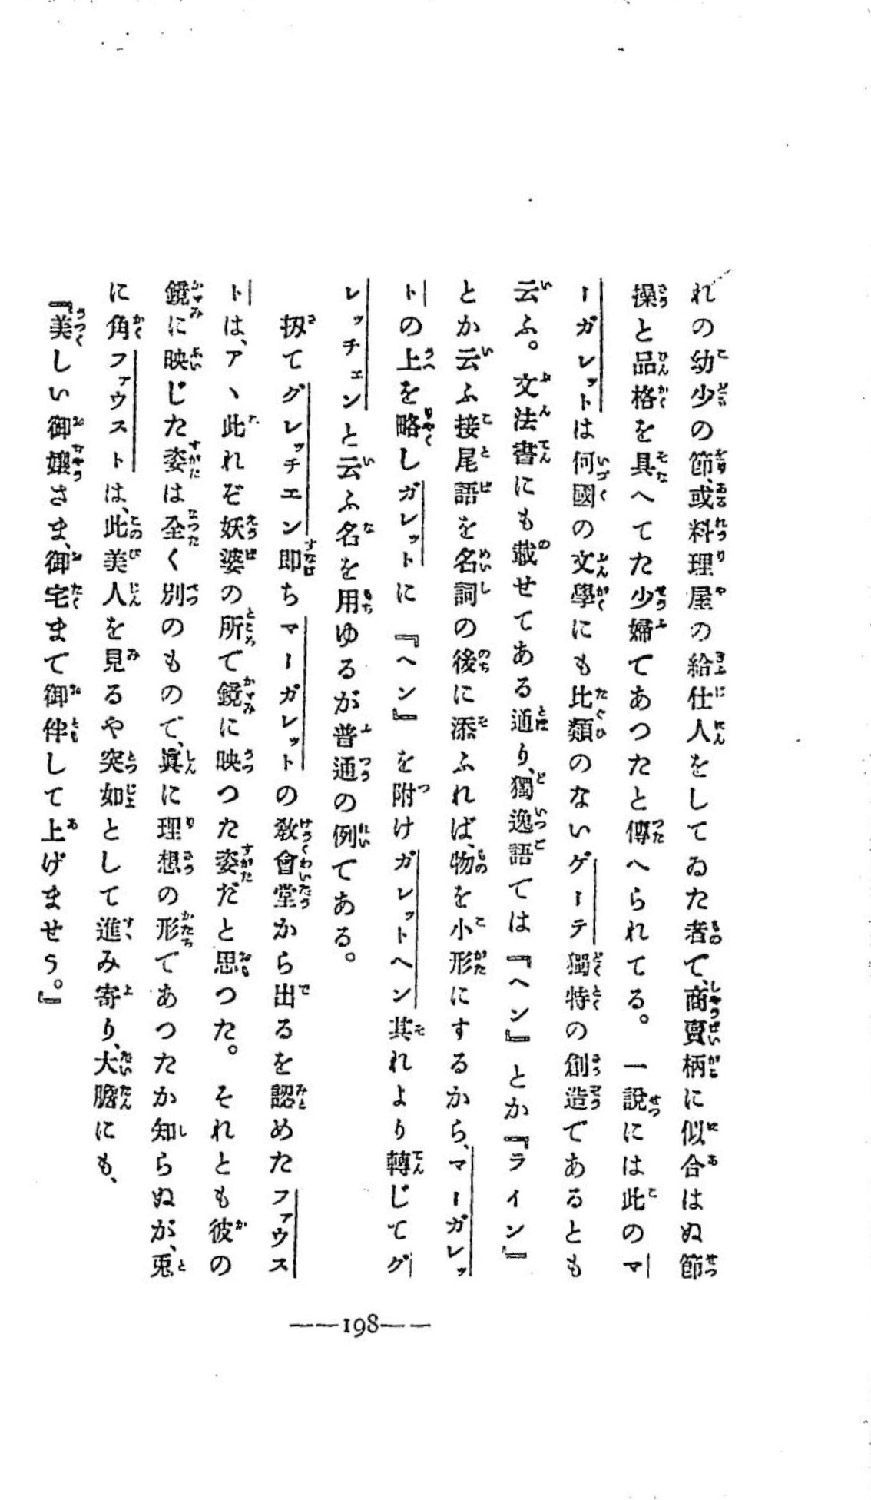 れの幼少の節、或料理屋の給仕人をしてゐた者で、商賣柄に似合はぬ節
操と品格を具へてた少婦であつたと傳へられてる。一說には此のマ
ーガレットは何國の文學にも比類のないゲーテ獨特の創造であるとも
云ふ。文法書にも載せてある通り、獨逸語では『ヘン』とか『ライン』
とか云ふ接尾語を名詞の後に添ふれば、物を小形にするから、マーガレッ
トの上を略しガレットに『ヘン』を附けガレットヘン其れより轉じてグ
レッチェンと云ふ名を用ゆるが普通の例である。
扨てグレッチエン卽ちマーガレットの敎會堂から出るを認めたファウス
トは、アヽ此れぞ妖婆の所で鏡に映つた姿だと思つた。それとも彼の
鏡に映じた姿は全く別のもので、眞に理想の形であつたか知らぬが、兎
に角ファウストは、此美人を見るや突如として進み寄り、大膽にも、
『美しい御孃さま、御宅まで御伴して上げませう。』
——198——